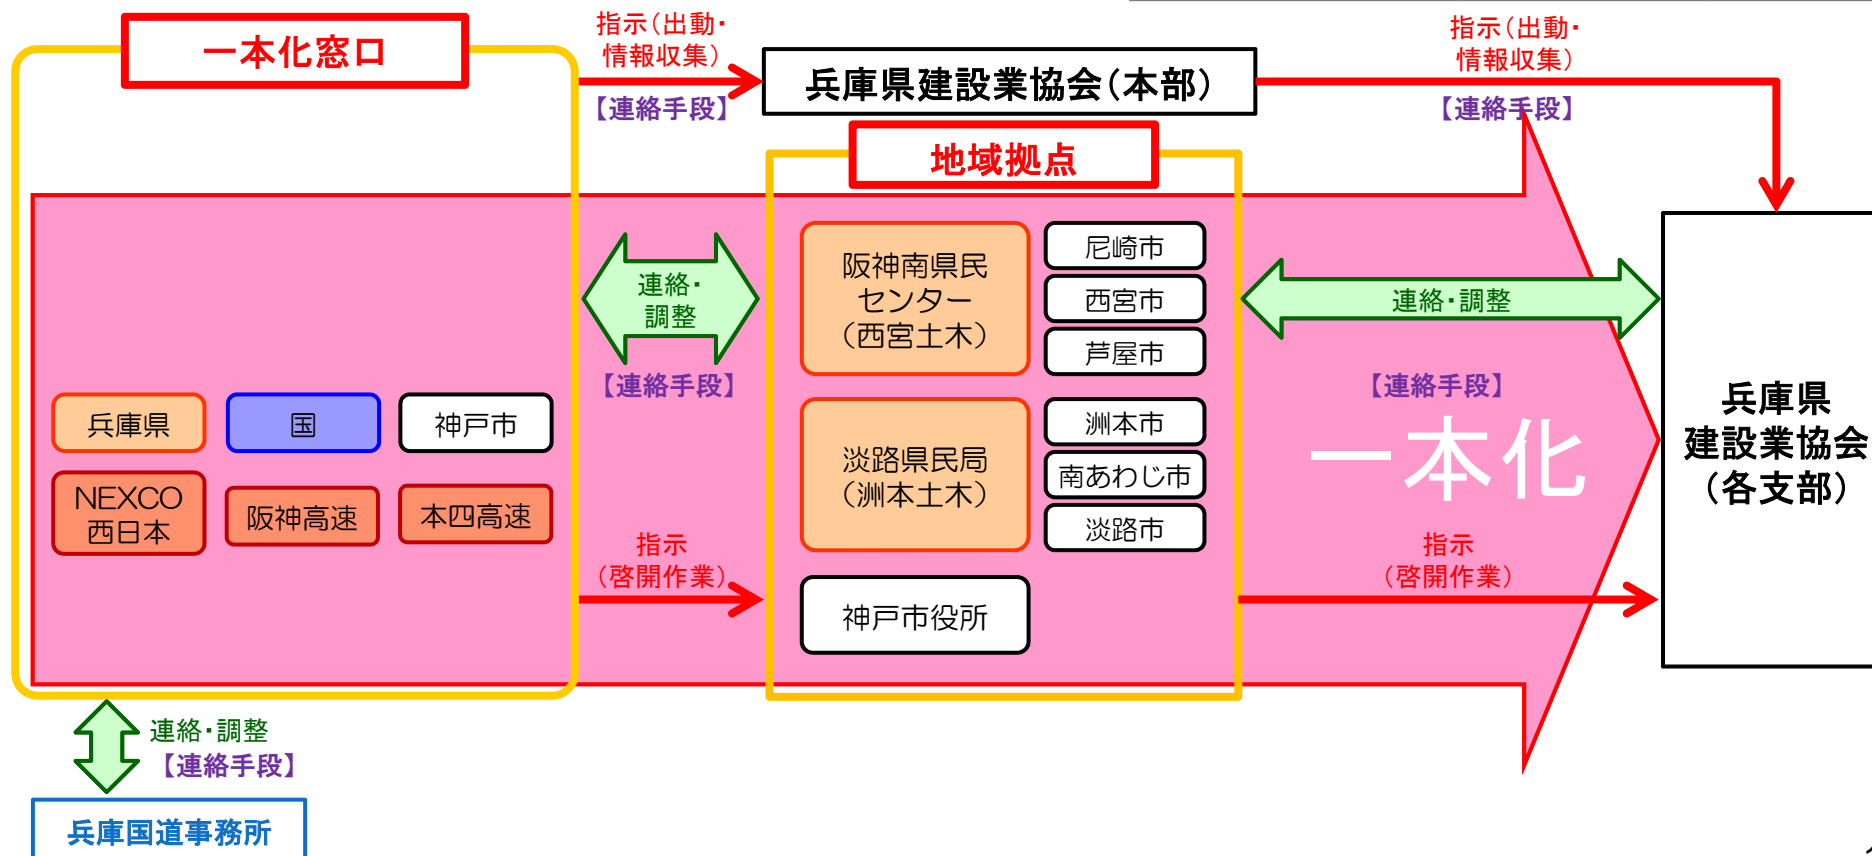 一本化窓口
指示(出動・
情報収集)
【連絡手段】
兵庫県建設業協会(本部)
指示(出動・
情報収集)
【連絡手段】
地域拠点
連絡・
調整
【連絡手段】
阪神南県民
センター
(西宮土木)
尼崎市
西宮市
芦屋市
連絡・調整
【連絡手段】
兵庫県
国
神戸市
NEXCO
西日本
阪神高速
本四高速
淡路県民局
(洲本土木)
洲本市
南あわじ市
淡路市
一本化
兵庫県
建設業協会
(各支部)
指示
(啓開作業)
神戸市役所
指示
(啓開作業)
連絡・調整
【連絡手段】
兵庫国道事務所